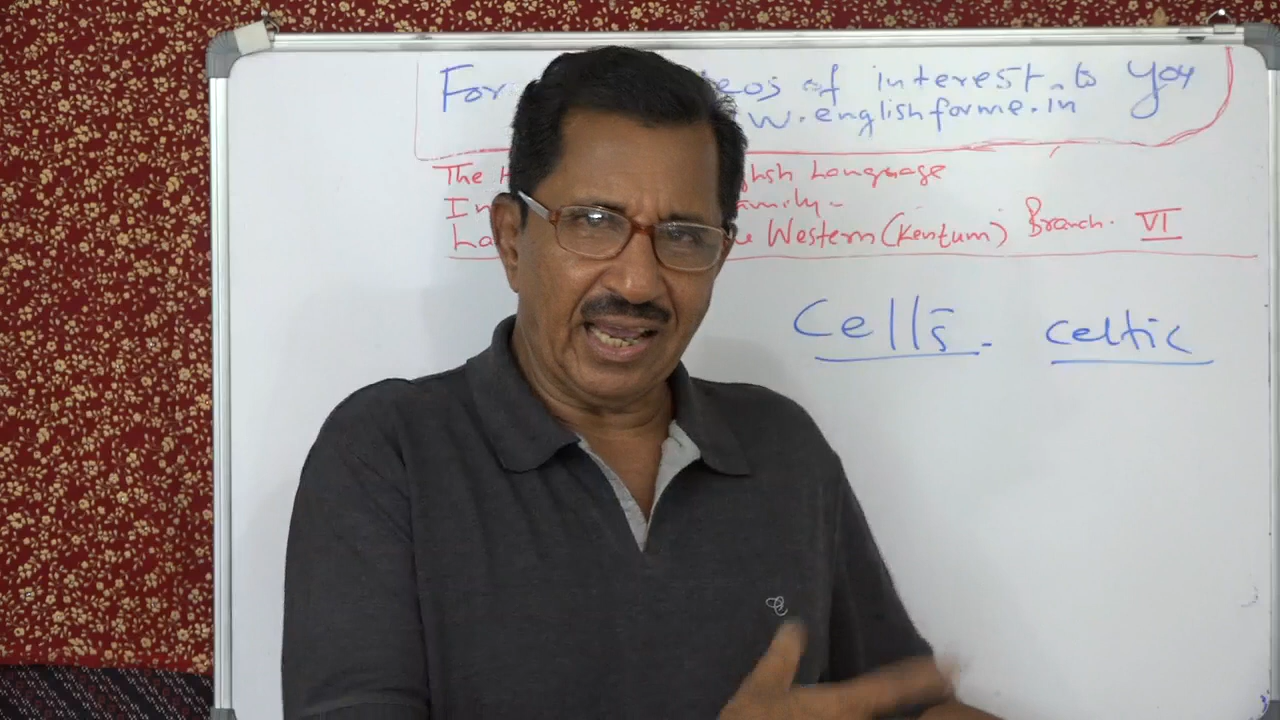 For eos of interest to you
w.englishforme.in
The H glish Language
In amily.
La e Western (Kentum) Branch. VI
Cells. Celtic